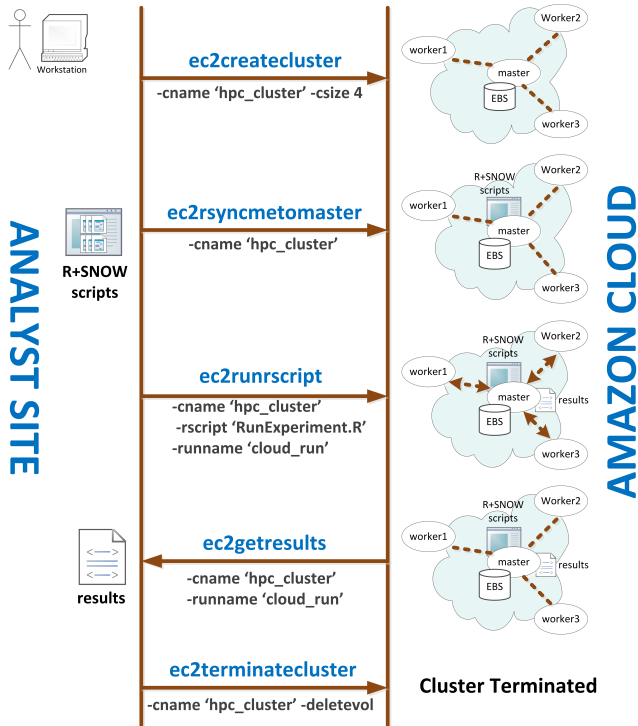 Workstation
ec2createcluster
-cname ‘hpc_cluster’ -csize 4
Worker2
worker1
master
EBS
worker3
ANALYST SITE
AMAZON CLOUD
R+SNOW
scripts
ec2rsyncmetomaster
-cname ‘hpc_cluster’
R+SNOW
scripts
Worker2
worker1
master
EBS
worker3
ec2runrscript
-cname ‘hpc_cluster’
-rscript ‘RunExperiment.R’
-runname ‘cloud_run’
R+SNOW
scripts
Worker2
worker1
master
results
EBS
worker3
results
ec2getresults
-cname ‘hpc_cluster’
-runname ‘cloud_run’
R+SNOW
scripts
Worker2
worker1
master
results
EBS
worker3
ec2terminatecluster
-cname ‘hpc_cluster’ -deletevol
Cluster Terminated